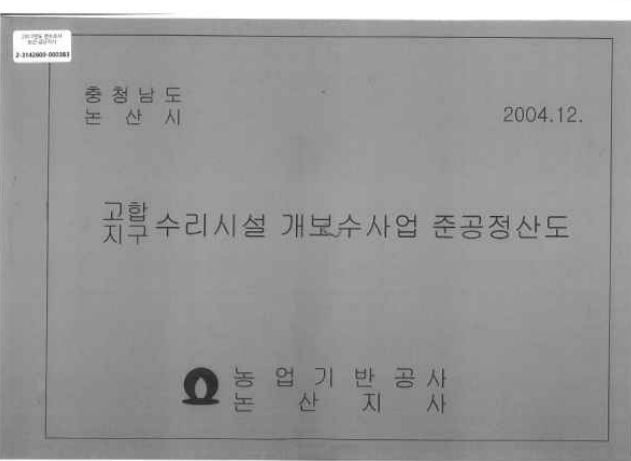 2-3142600-000383
충청남도
논산시
2004.12.
고합지구 수리시설 개보수사업 준공정산도
농업기반공사
논산지사